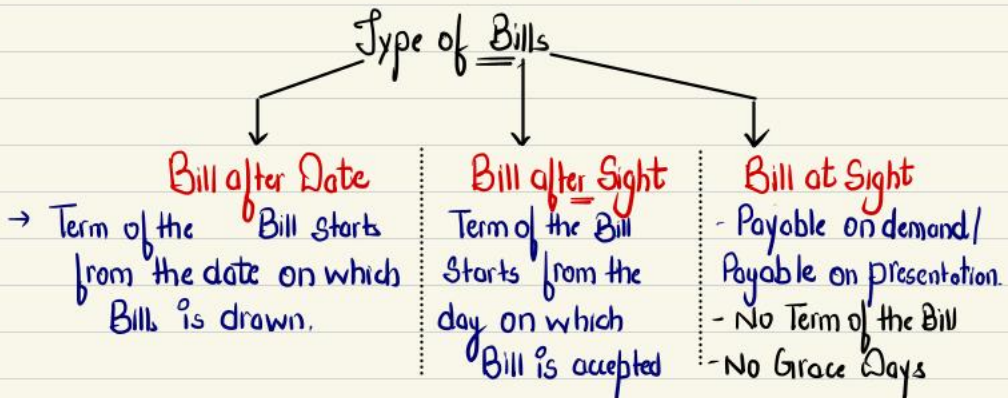 Type of Bills
Bill after Date
→ Term of the Bill starts
from the date on which
Bills is drawn.
Bill after Sight
Term of the Bill
Starts from the
day on which
Bill is accepted
Bill at Sight
- Payable on demand/
Payable on presentation.
- No Term of the Bill
- No Grace Days